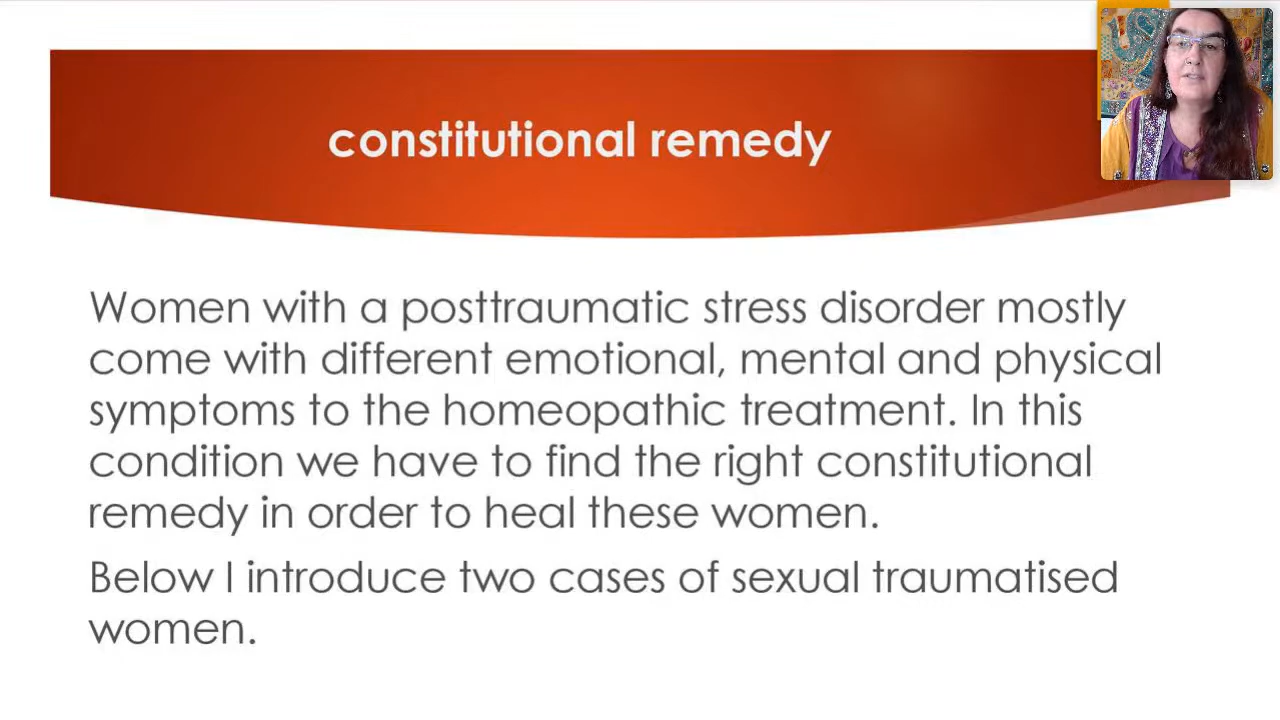 constitutional remedy
Women with a posttraumatic stress disorder mostly
come with different emotional, mental and physical
symptoms to the homeopathic treatment. In this
condition we have to find the right constitutional
remedy in order to heal these women.
Below I introduce two cases of sexual traumatised
women.